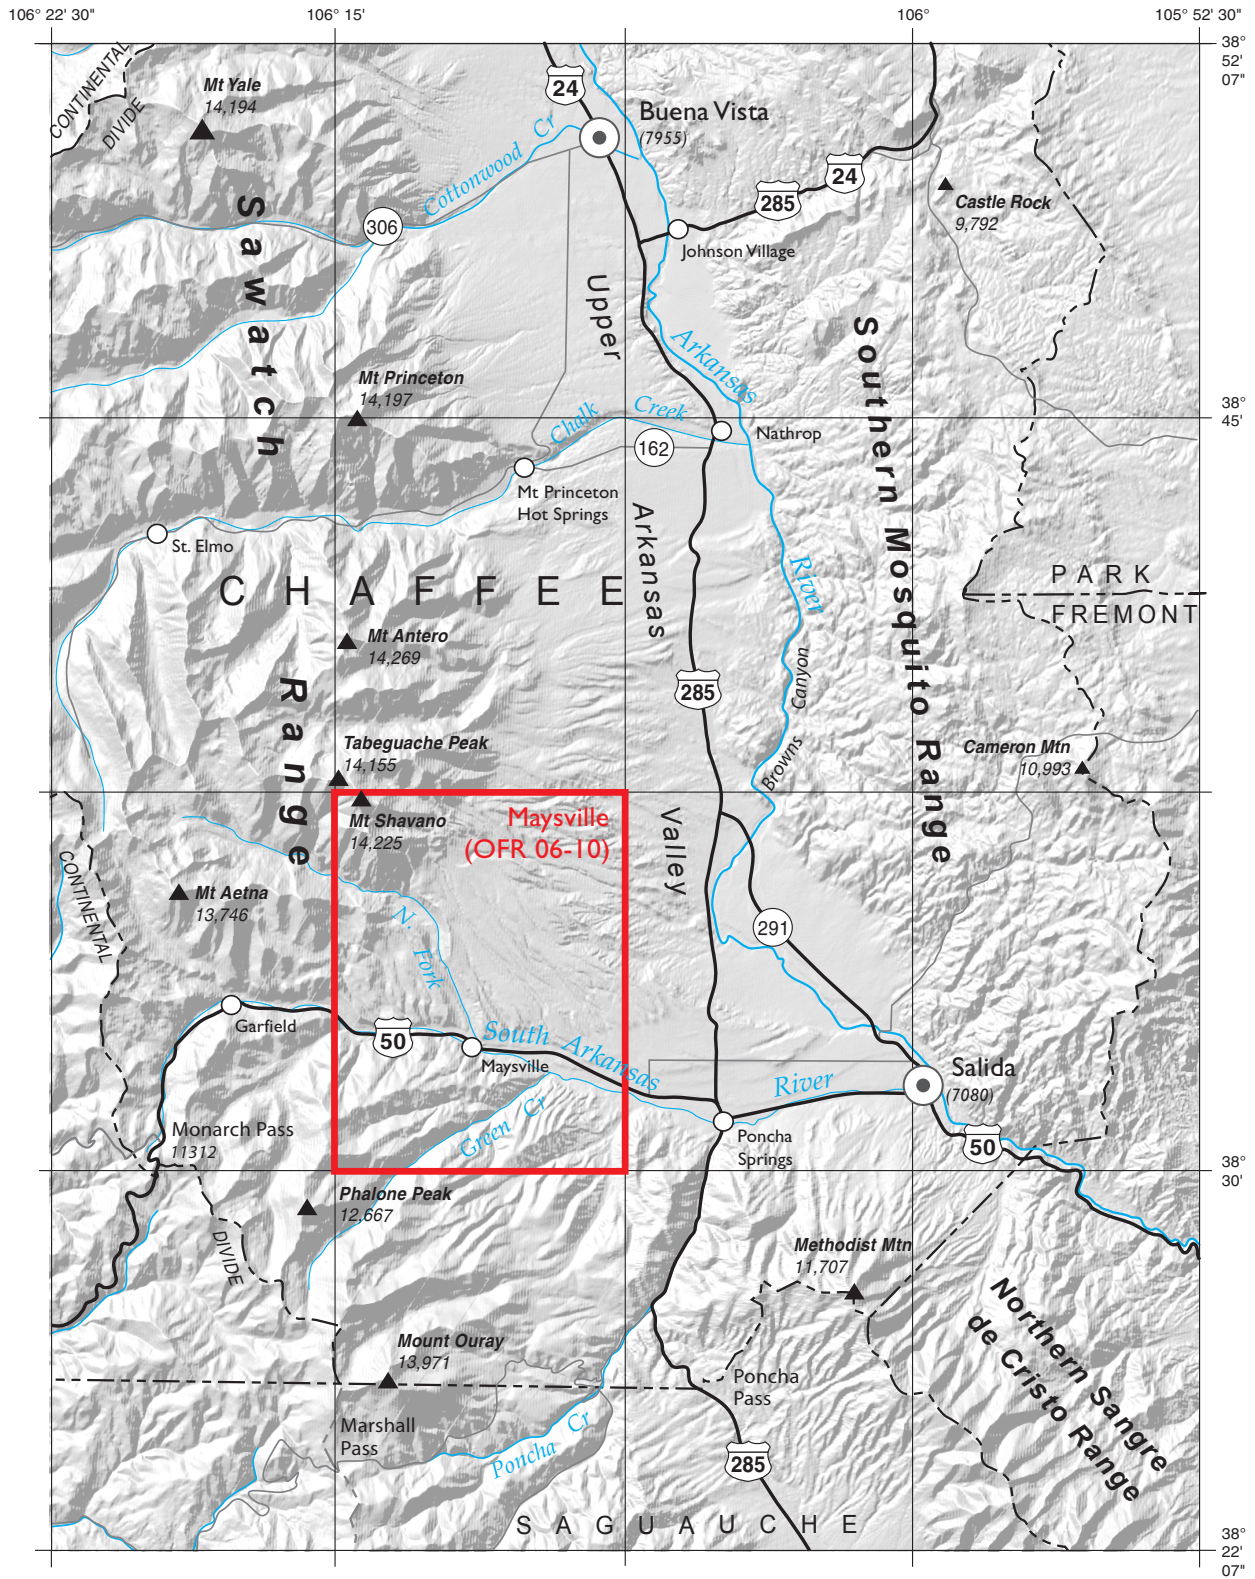 106° 22' 30"
106° 15'
106°
105° 52' 30"
38°
52'
07"
CONTINENTAL
DIVIDE
Mt Yale
14,194
24
Buena Vista
(7955)
Cottonwood Cr
306
285
24
Castle Rock
9,792
Johnson Village
Sawatch
Range
Upper
Arkansas
Valley
Arkansas
River
Southern Mosquito Range
Mt Princeton
14,197
38°
45'
Chalk Creek
162
Nathrop
Mt Princeton
Hot Springs
St. Elmo
CHAFFEE
PARK
FREMONT
Mt Antero
14,269
285
Browns Canyon
Tabeguache Peak
14,155
Cameron Mtn
10,993
Mt Shavano
14,225
Maysville
(OFR 06-10)
CONTINENTAL
Mt Aetna
13,746
N. Fork
291
Garfield
50
South Arkansas
River
Maysville
Salida
(7080)
Green Cr
Monarch Pass
11312
Poncha
Springs
50
38°
30'
Phalone Peak
12,667
DIVIDE
Methodist Mtn
11,707
Northern Sangre
de Cristo Range
Mount Ouray
13,971
Poncha
Pass
Marshall
Pass
Poncha Cr
285
SAGUAUCHE
38°
22'
07"